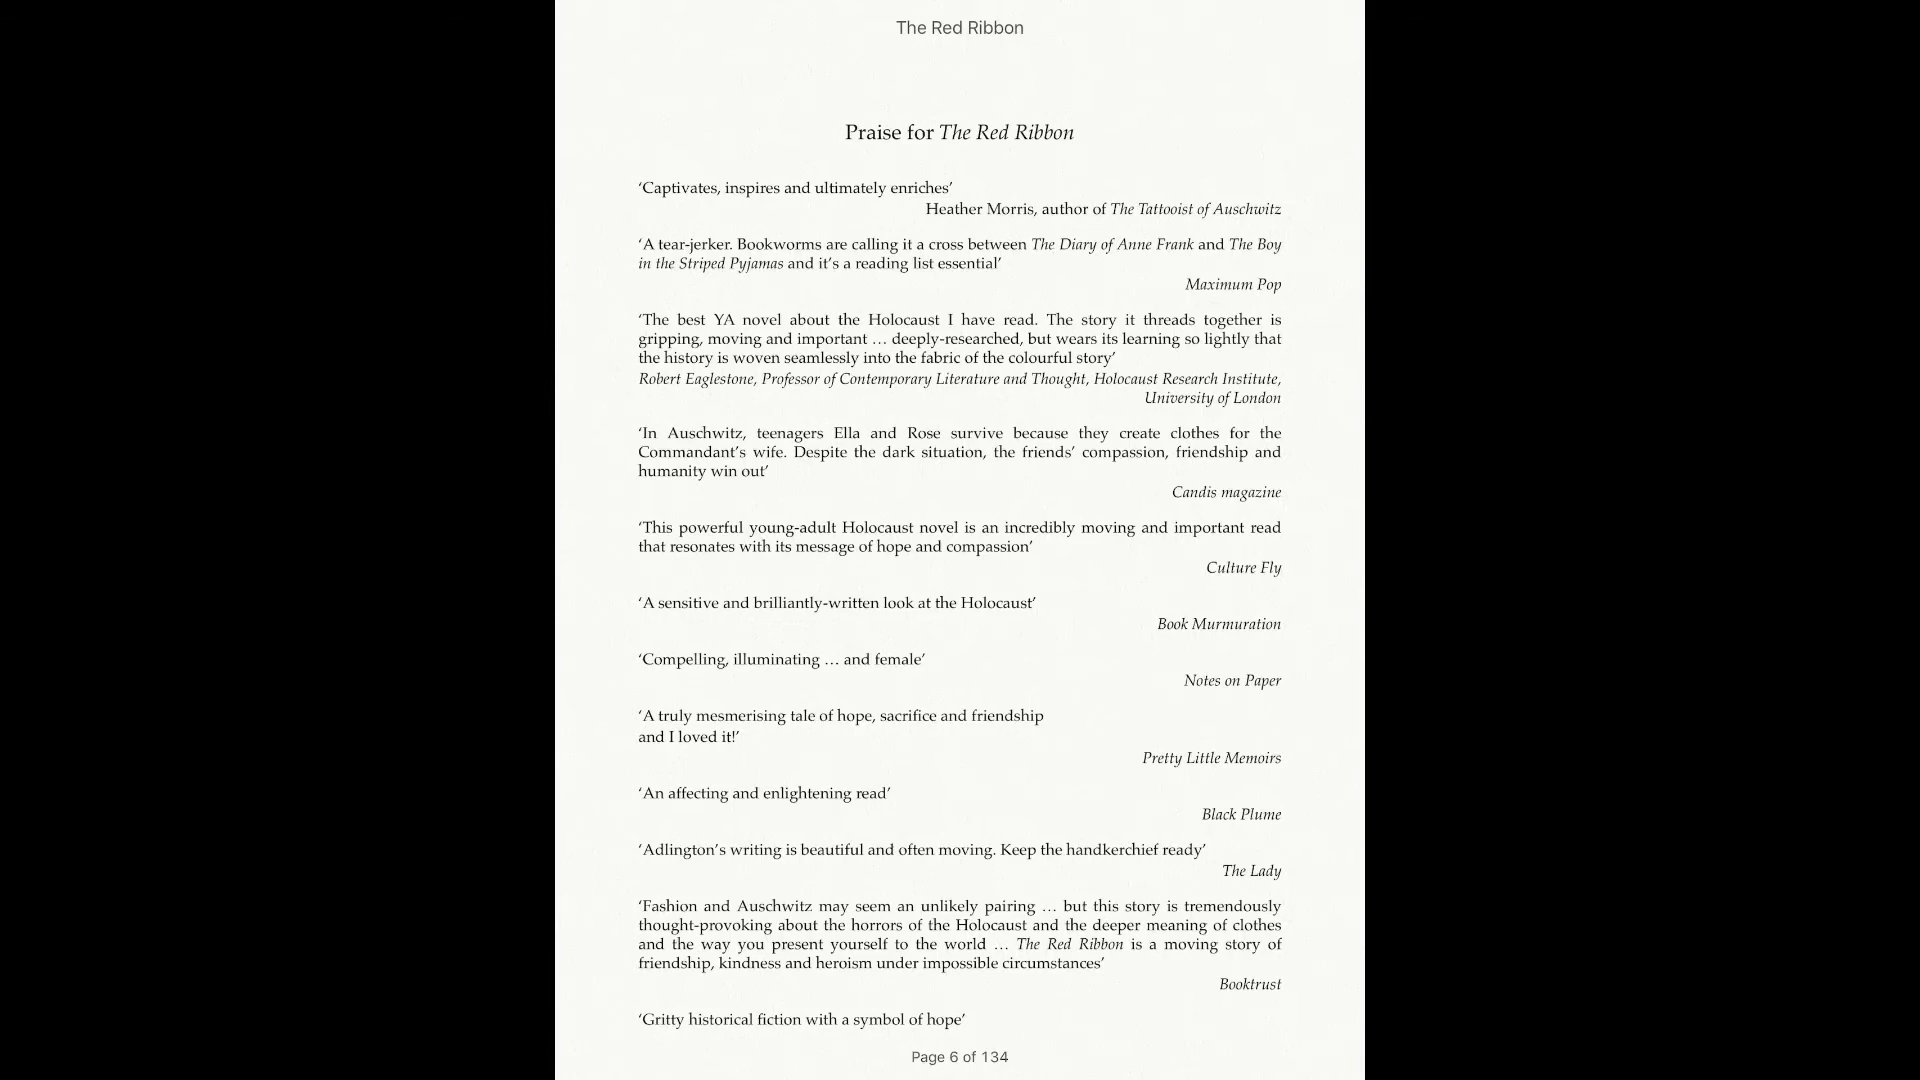 The Red Ribbon
Praise for The Red Ribbon
‘Captivates, inspires and ultimately enriches’
Heather Morris, author of The Tattooist of Auschwitz
‘A tear-jerker. Bookworms are calling it a cross between The Diary of Anne Frank and The Boy
in the Striped Pyjamas and it’s a reading list essential’
Maximum Pop
‘The best YA novel about the Holocaust I have read. The story it threads together is
gripping, moving and important … deeply-researched, but wears its learning so lightly that
the history is woven seamlessly into the fabric of the colourful story’
Robert Eaglestone, Professor of Contemporary Literature and Thought, Holocaust Research Institute,
University of London
‘In Auschwitz, teenagers Ella and Rose survive because they create clothes for the
Commandant’s wife. Despite the dark situation, the friends’ compassion, friendship and
humanity win out’
Candis magazine
‘This powerful young-adult Holocaust novel is an incredibly moving and important read
that resonates with its message of hope and compassion’
Culture Fly
‘A sensitive and brilliantly-written look at the Holocaust’
Book Murmuration
‘Compelling, illuminating … and female’
Notes on Paper
‘A truly mesmerising tale of hope, sacrifice and friendship
and I loved it!’
Pretty Little Memoirs
‘An affecting and enlightening read’
Black Plume
‘Adlington’s writing is beautiful and often moving. Keep the handkerchief ready’
The Lady
‘Fashion and Auschwitz may seem an unlikely pairing … but this story is tremendously
thought-provoking about the horrors of the Holocaust and the deeper meaning of clothes
and the way you present yourself to the world … The Red Ribbon is a moving story of
friendship, kindness and heroism under impossible circumstances’
Booktrust
‘Gritty historical fiction with a symbol of hope’
Page 6 of 134